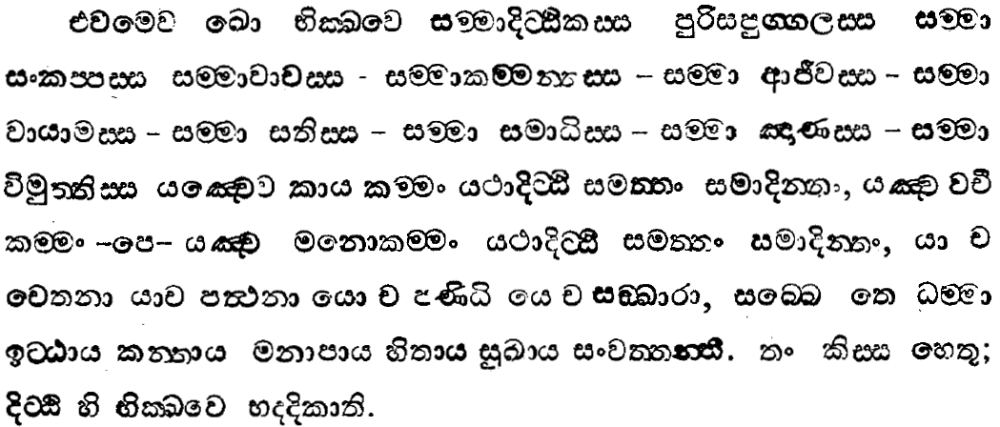 එවමෙව ඛො භික‍්ඛවෙ සම‍්මාදිට‍්ඨිකස‍්ස පුරිසපුග‍්ගලස‍්ස සම‍්මා
සංකප‍්පස‍්ස සම‍්මාවාචස‍්ස - සම‍්මාකම‍්මන‍්තස‍්ස – සම‍්මා ආජීවස‍්ස – සම‍්මා
වායාමස‍්ස – සම‍්මා සතිස‍්ස – සම‍්මා සමාධිස‍්ස – සම‍්මා ඤාණස‍්ස – සම‍්මා
විමුත‍්තිස‍්ස යඤ‍්චෙව කාය කම‍්මං යථාදිට‍්ඨි සමත‍්තං සමාදින‍්නං, යඤ‍්ච වචී
කම‍්මං –පෙ– යඤ‍්ච මනොකම‍්මං යථාදිට‍්ඨි සමත‍්තං සමාදින‍්නං, යා ච
චෙතනා යාච පත‍්ථනා යො ච පණිධි යෙ ච සඞ‍්ඛාරා, සබ‍්බෙ තෙ ධම‍්මා
ඉට‍්ඨාය කන‍්තාය මනාපාය හිතාය සුඛාය සංවත‍්තන‍්ති. තං කිස‍්ස හෙතු;
දිට‍්ඨි හි භික‍්ඛවෙ භදදිකාති.